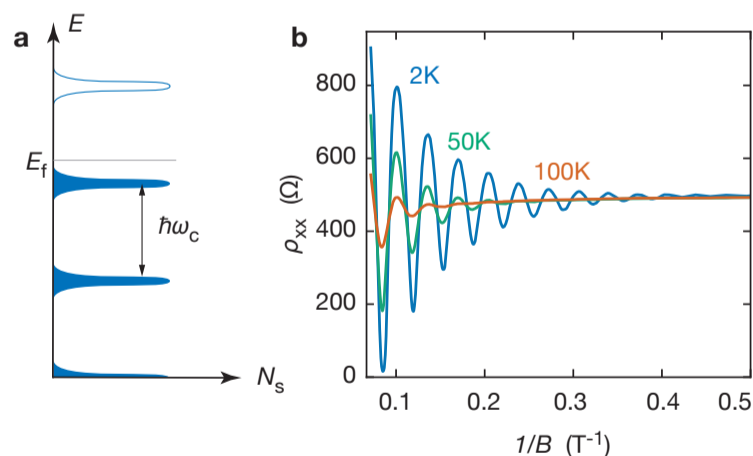 a
E
E_f
ħω_c
N_s
b
2K
50K
100K
ρ_xx (Ω)
800
600
400
200
0
0.1 0.2 0.3 0.4 0.5
1/B (T⁻¹)